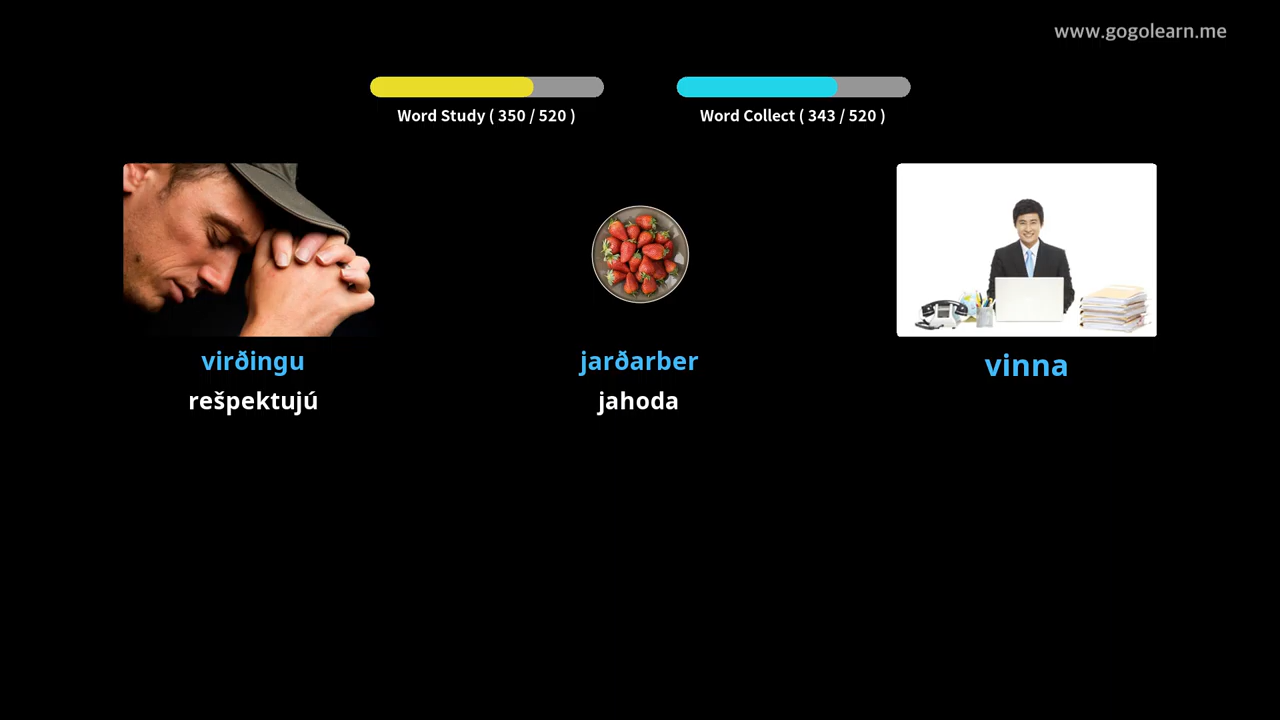 www.gogolearn.me
Word Study ( 350 / 520 )
Word Collect ( 343 / 520 )
virðingu
rešpektujú
jarðarber
jahoda
vinna